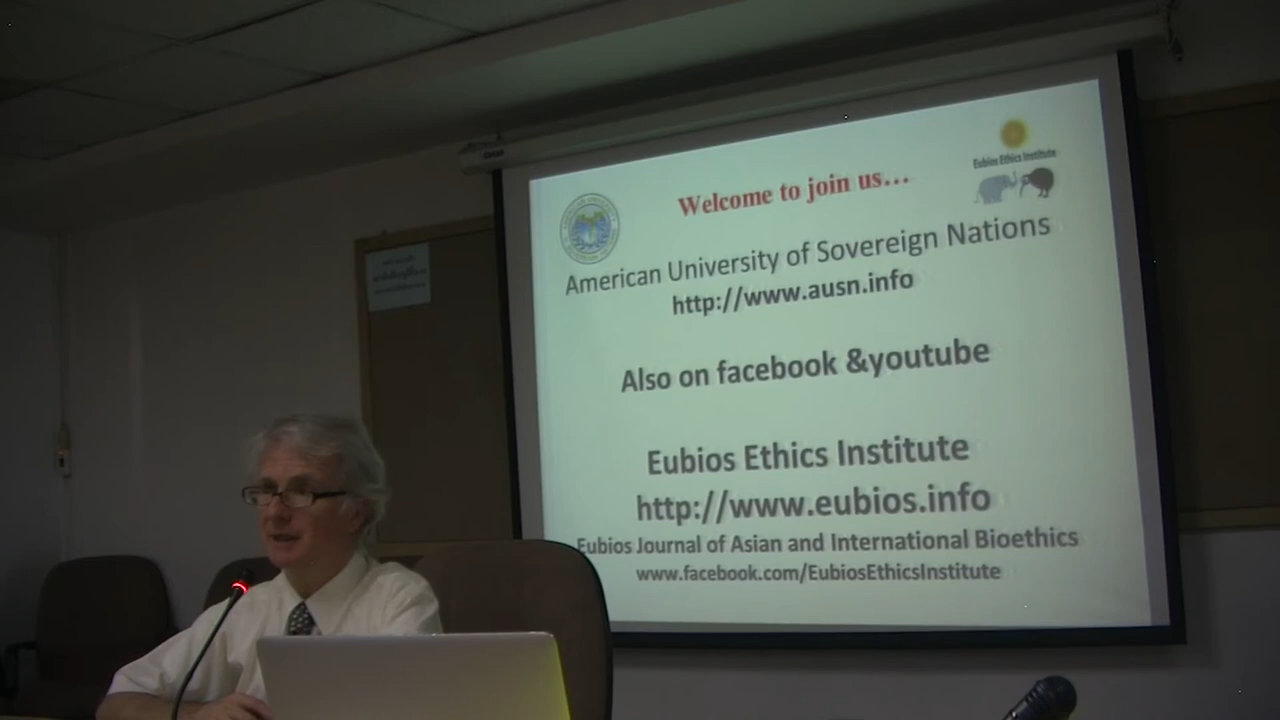 Welcome to join us...
Eubios Ethics Institute
American University of Sovereign Nations
http://www.ausn.info
Also on facebook &youtube
Eubios Ethics Institute
http://www.eubios.info
Eubios Journal of Asian and International Bioethics
www.facebook.com/EubiosEthicsInstitute